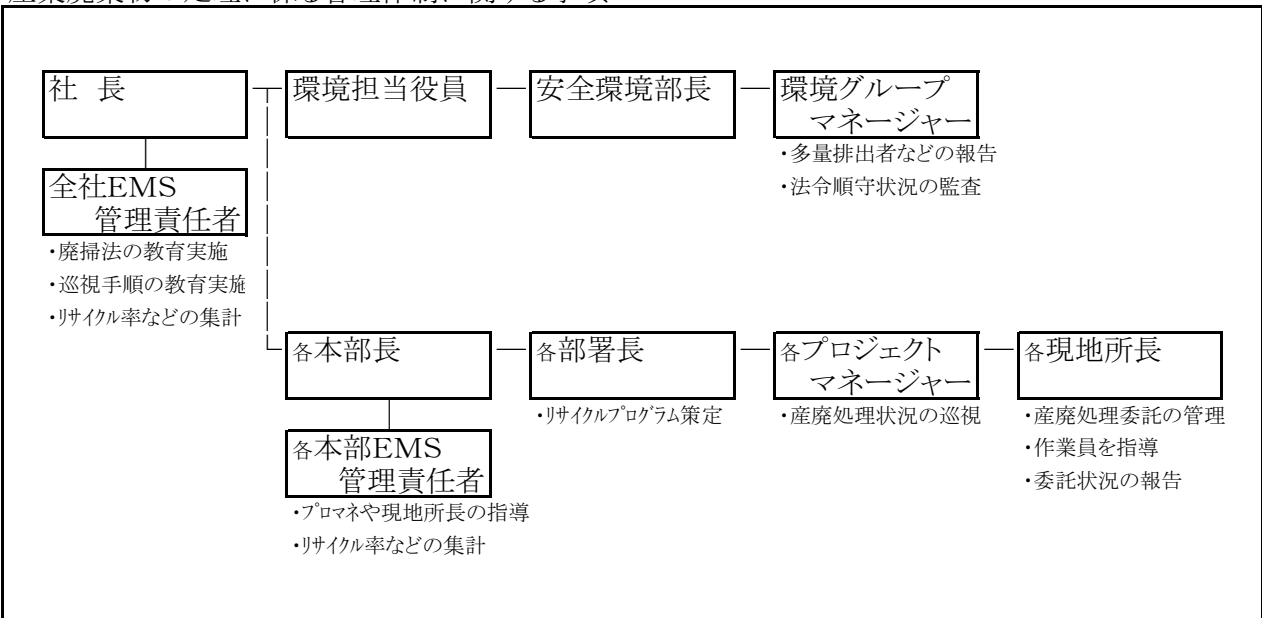 産業廃棄物の処理に係る管理体制に関する事項
社 長
環境担当役員
安全環境部長
環境グループ
マネージャー
・多量排出者などの報告
・法令順守状況の監査
全社EMS
管理責任者
・廃掃法の教育実施
・巡視手順の教育実施
・リサイクル率などの集計
各本部長
各部署長
・リサイクルプログラム策定
各プロジェクト
マネージャー
・産廃処理状況の巡視
各現地所長
・産廃処理委託の管理
・作業員を指導
・委託状況の報告
各本部EMS
管理責任者
・プロマネや現地所長の指導
・リサイクル率などの集計